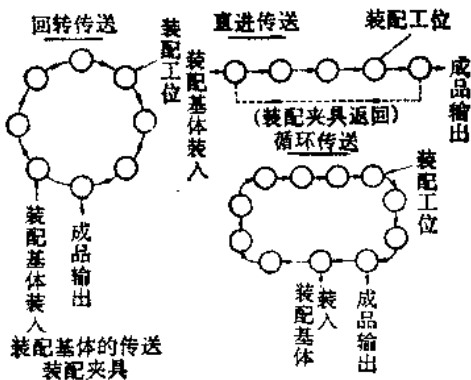 回转传送
装配工位
装配基体装入
成品输出
直进传送
装配工位
装配基体装入
成品输出
(装配夹具返回)
循环传送
装配工位
装配基体
装入
成品输出
装配基体的传送
装配夹具